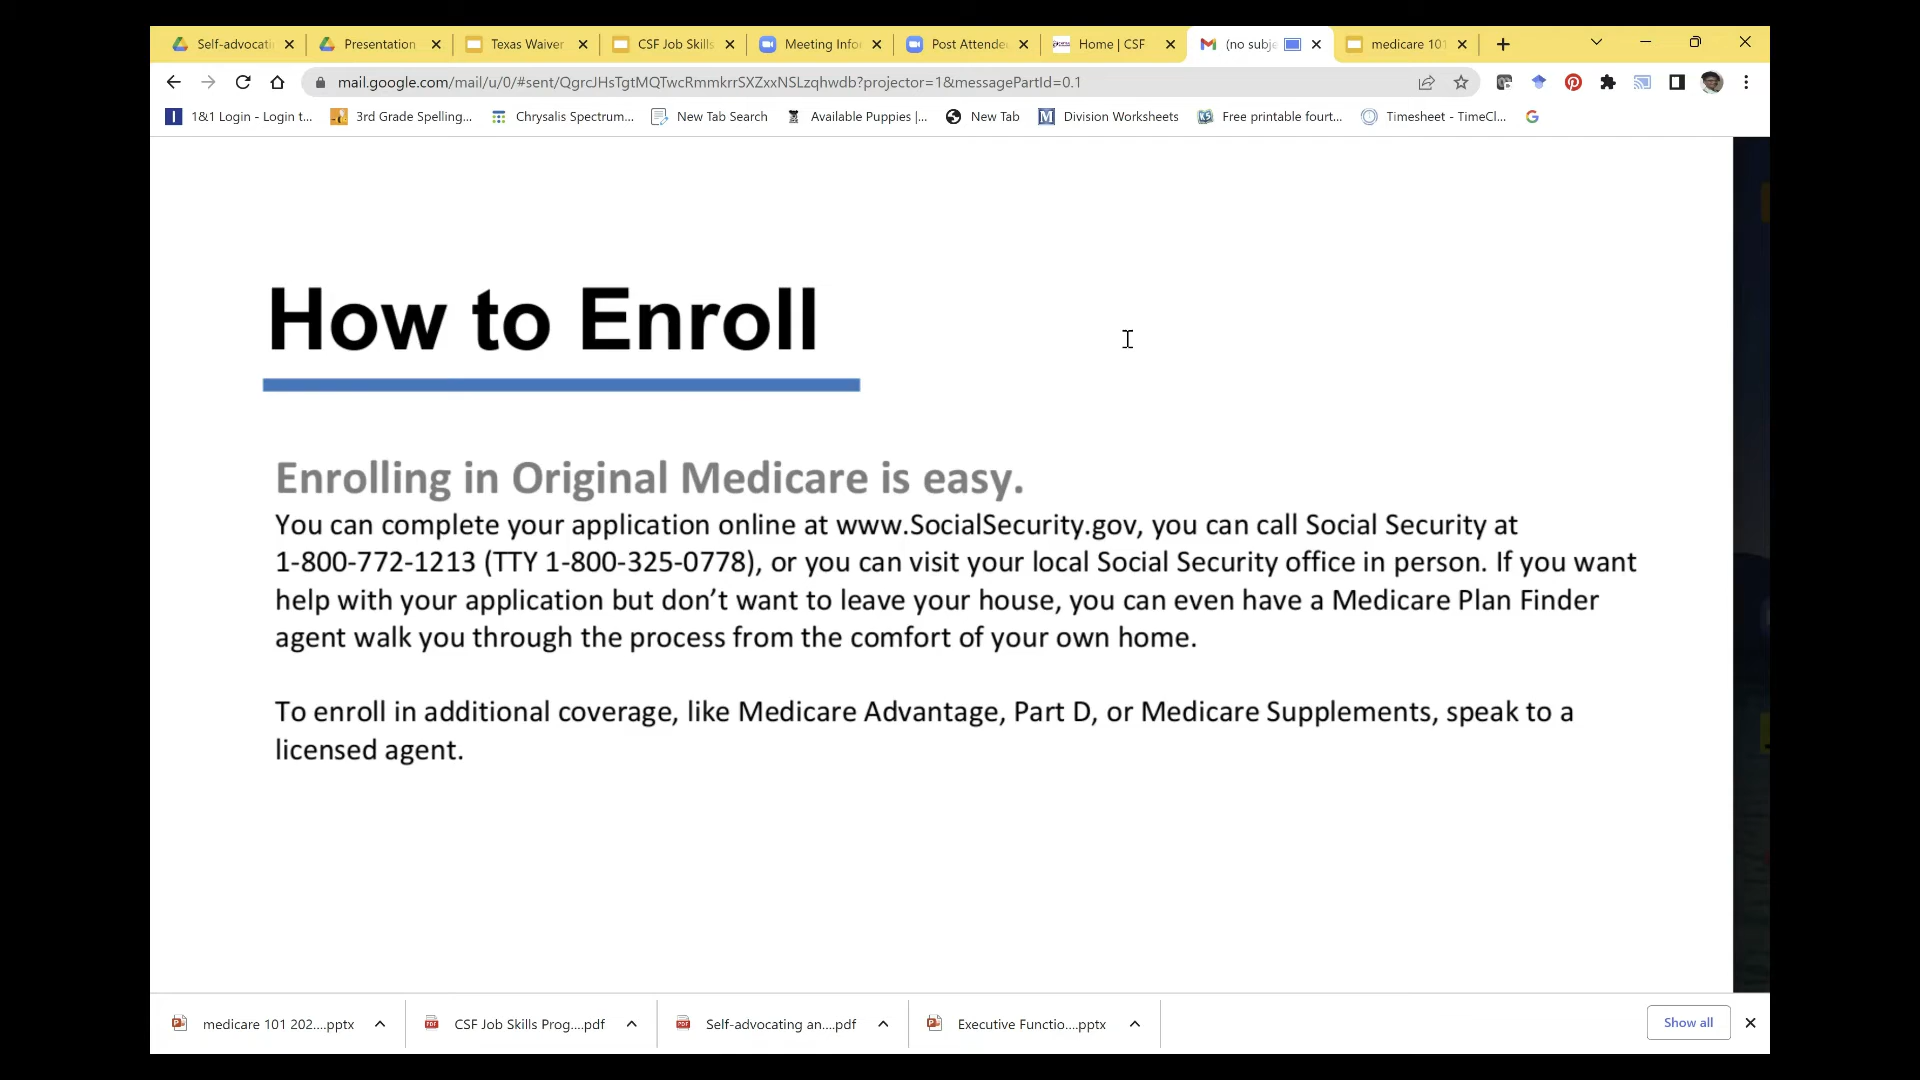 Self-advocati
Presentation
Texas Waiver
CSF Job Skills
Meeting Info
Post Attende
Home | CSF
(no subje
medicare 101
mail.google.com/mail/u/0/#sent/QgrcJHsTgtMQTwcRmmkrrSXZxxNSLzqhwdb?projector=1&messagePartId=0.1
1&1 Login - Login t...
3rd Grade Spelling...
Chrysalis Spectrum...
New Tab Search
Available Puppies |...
New Tab
Division Worksheets
Free printable fourt...
Timesheet - TimeCl...
How to Enroll
Enrolling in Original Medicare is easy.
You can complete your application online at www.SocialSecurity.gov, you can call Social Security at
1-800-772-1213 (TTY 1-800-325-0778), or you can visit your local Social Security office in person. If you want
help with your application but don’t want to leave your house, you can even have a Medicare Plan Finder
agent walk you through the process from the comfort of your own home.
To enroll in additional coverage, like Medicare Advantage, Part D, or Medicare Supplements, speak to a
licensed agent.
medicare 101 202....pptx
CSF Job Skills Prog....pdf
Self-advocating an....pdf
Executive Functio....pptx
Show all